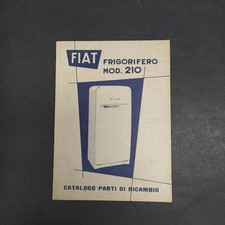 FIAT
FRIGORIFERO
MOD. 210
CATALOGO PARTI DI RICAMBIO